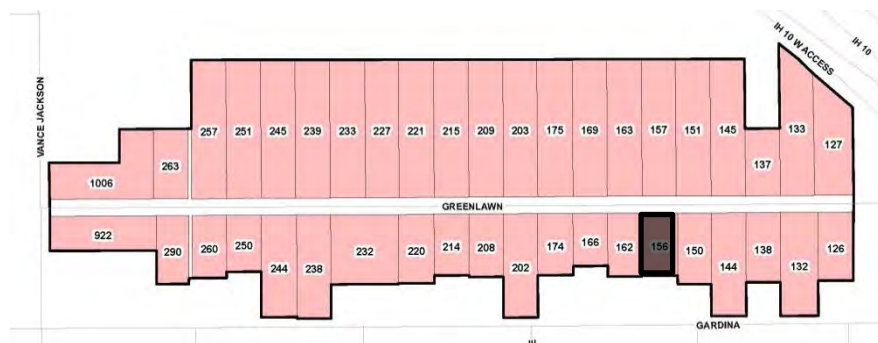 IH 10 W ACCESS
IH 10
VANCE JACKSON
257 251 245 239 233 227 221 215 209 203 175 169 163 157 151 145 133
127
263 137
1006
GREENLAWN
922 290 260 250 244 238 232 220 214 208 202 174 166 162 156 150 144 138 132 126
GARDINA